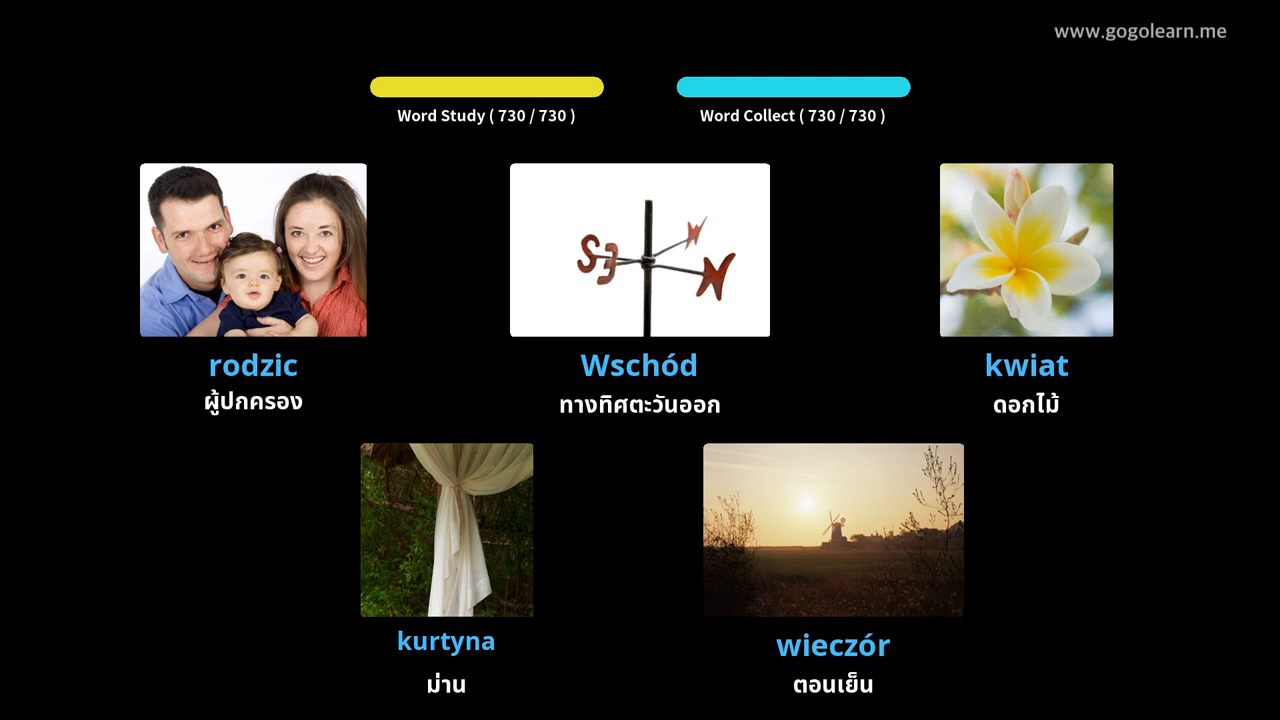 www.gogolearn.me
Word Study ( 730 / 730 )
Word Collect ( 730 / 730 )
S
E
W
N
rodzic
ผู้ปกครอง
Wschód
ทางทิศตะวันออก
kwiat
ดอกไม้
kurtyna
ม่าน
wieczór
ตอนเย็น